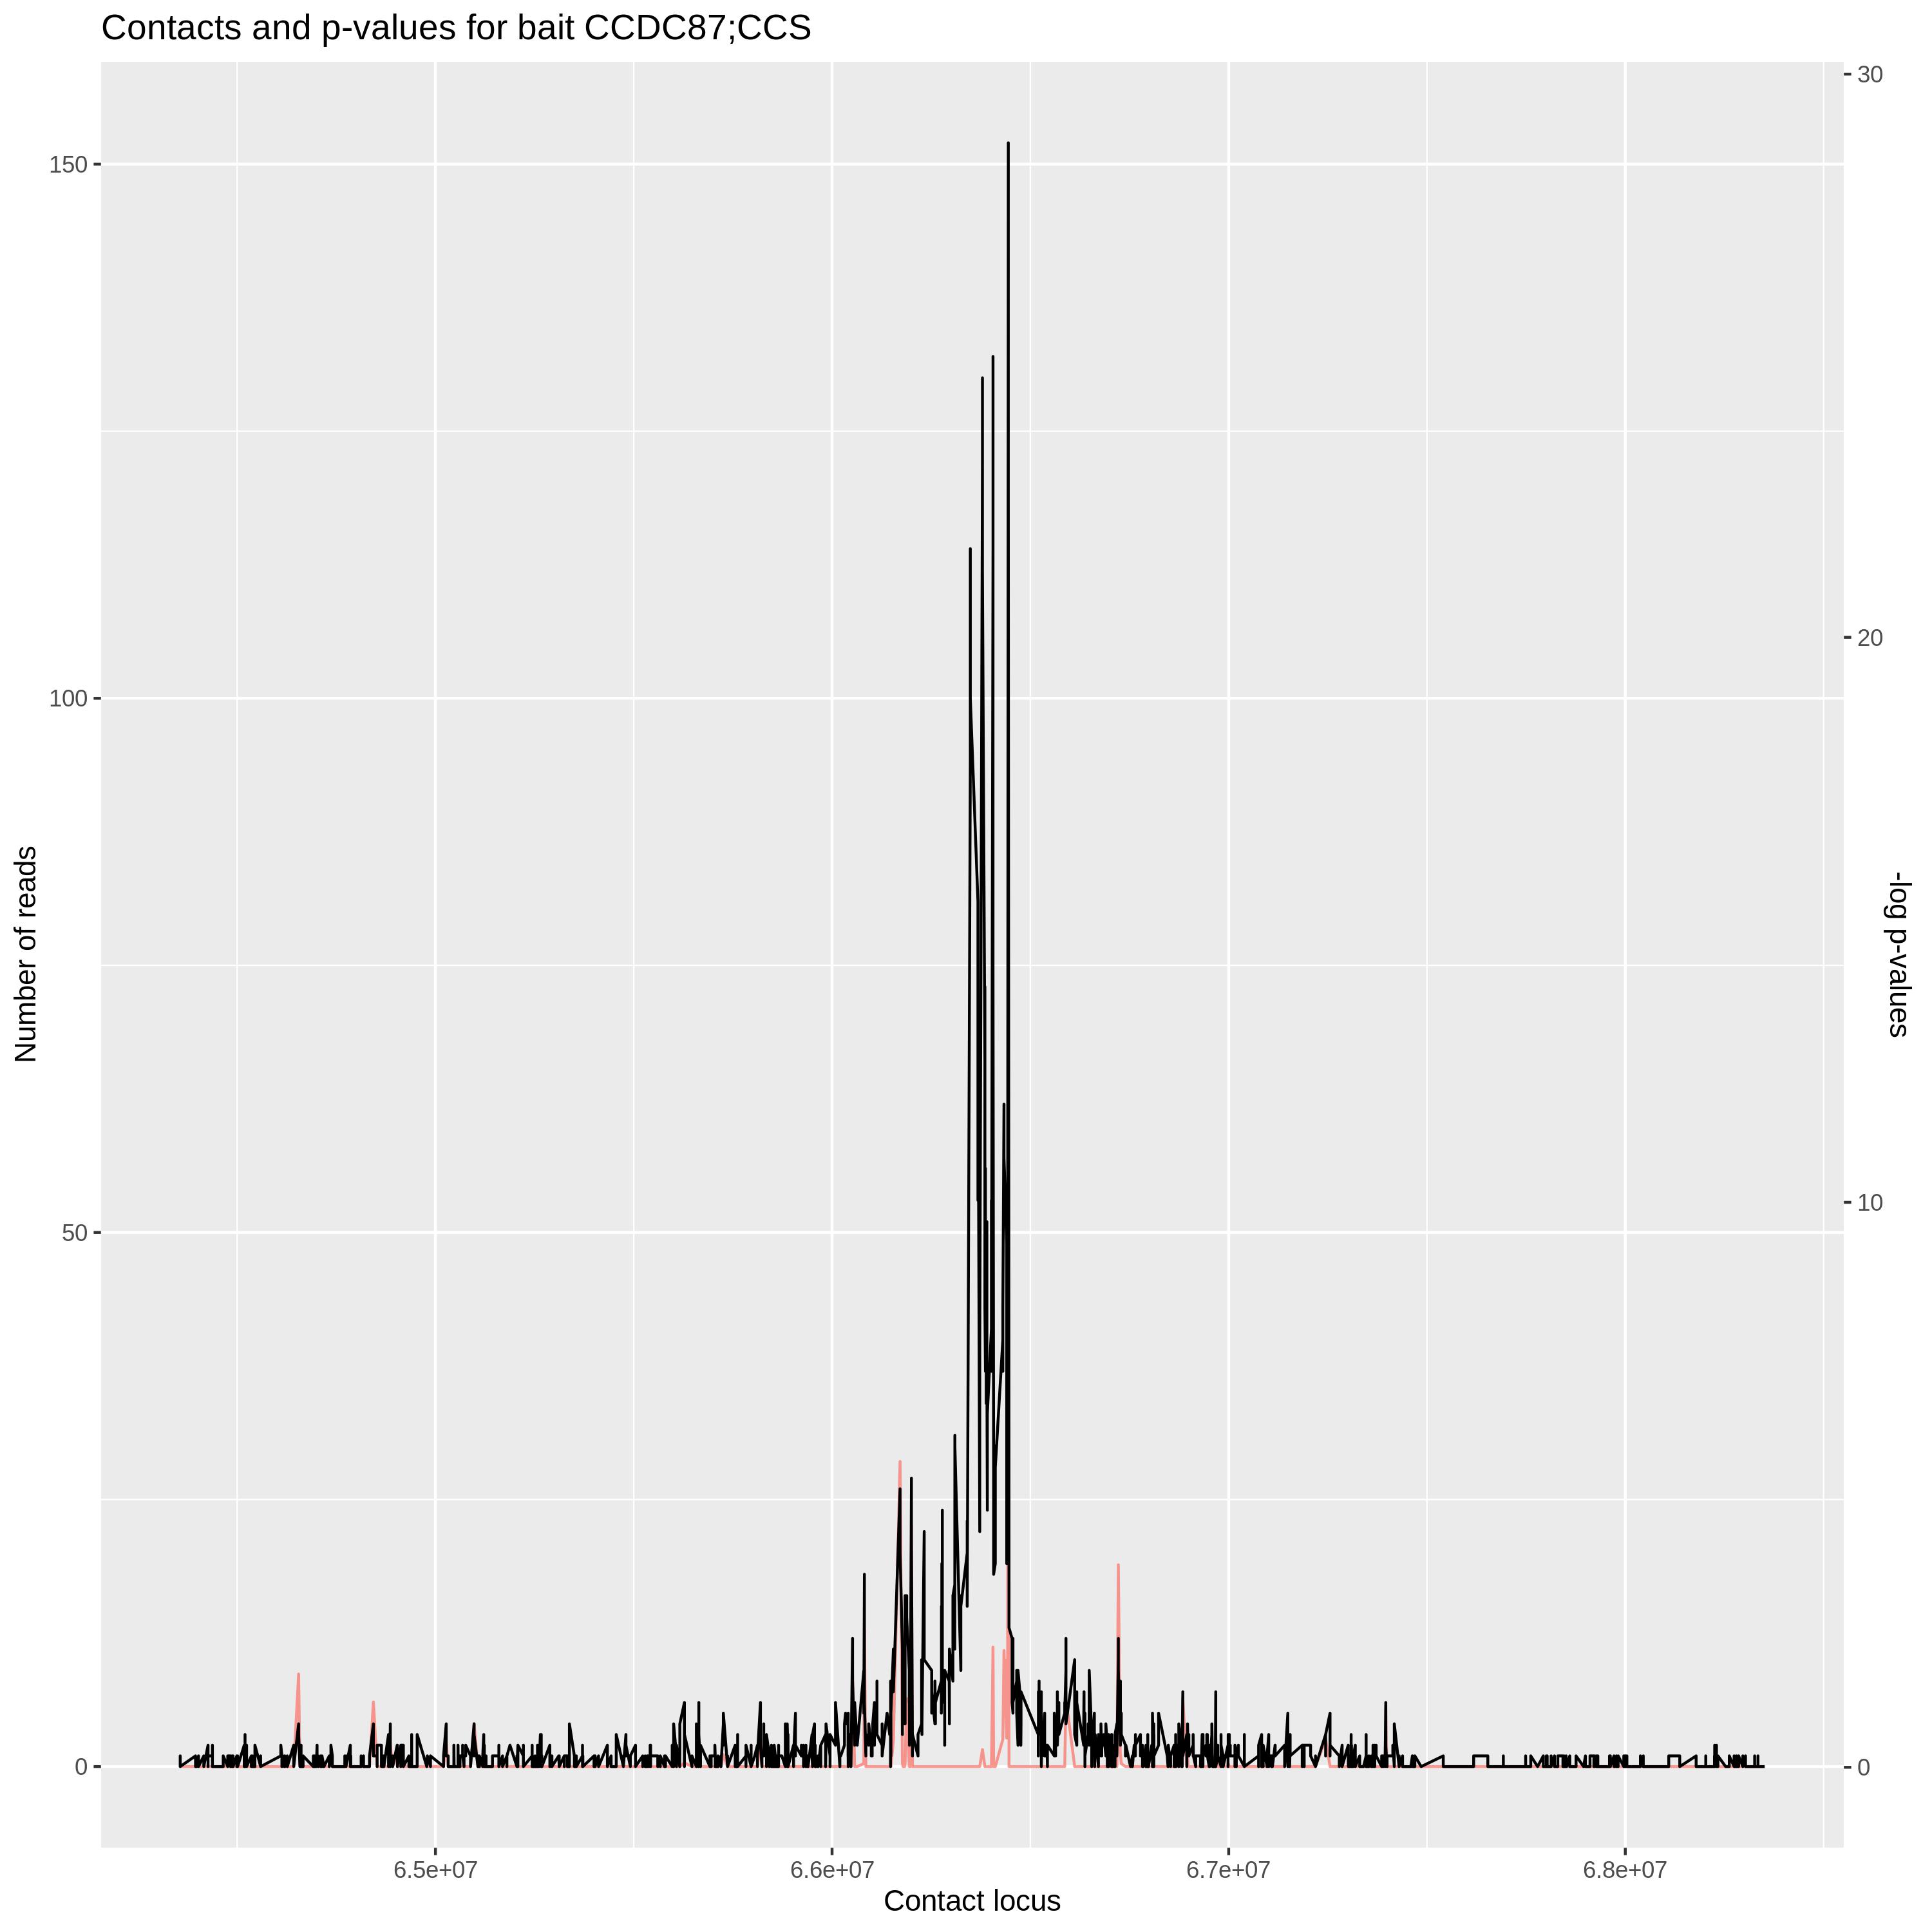 Contacts and p-values for bait CCDC87;CCS
150
100
50
0
30
20
10
0
Number of reads
-log p-values
6.5e+07
6.6e+07
6.7e+07
6.8e+07
Contact locus